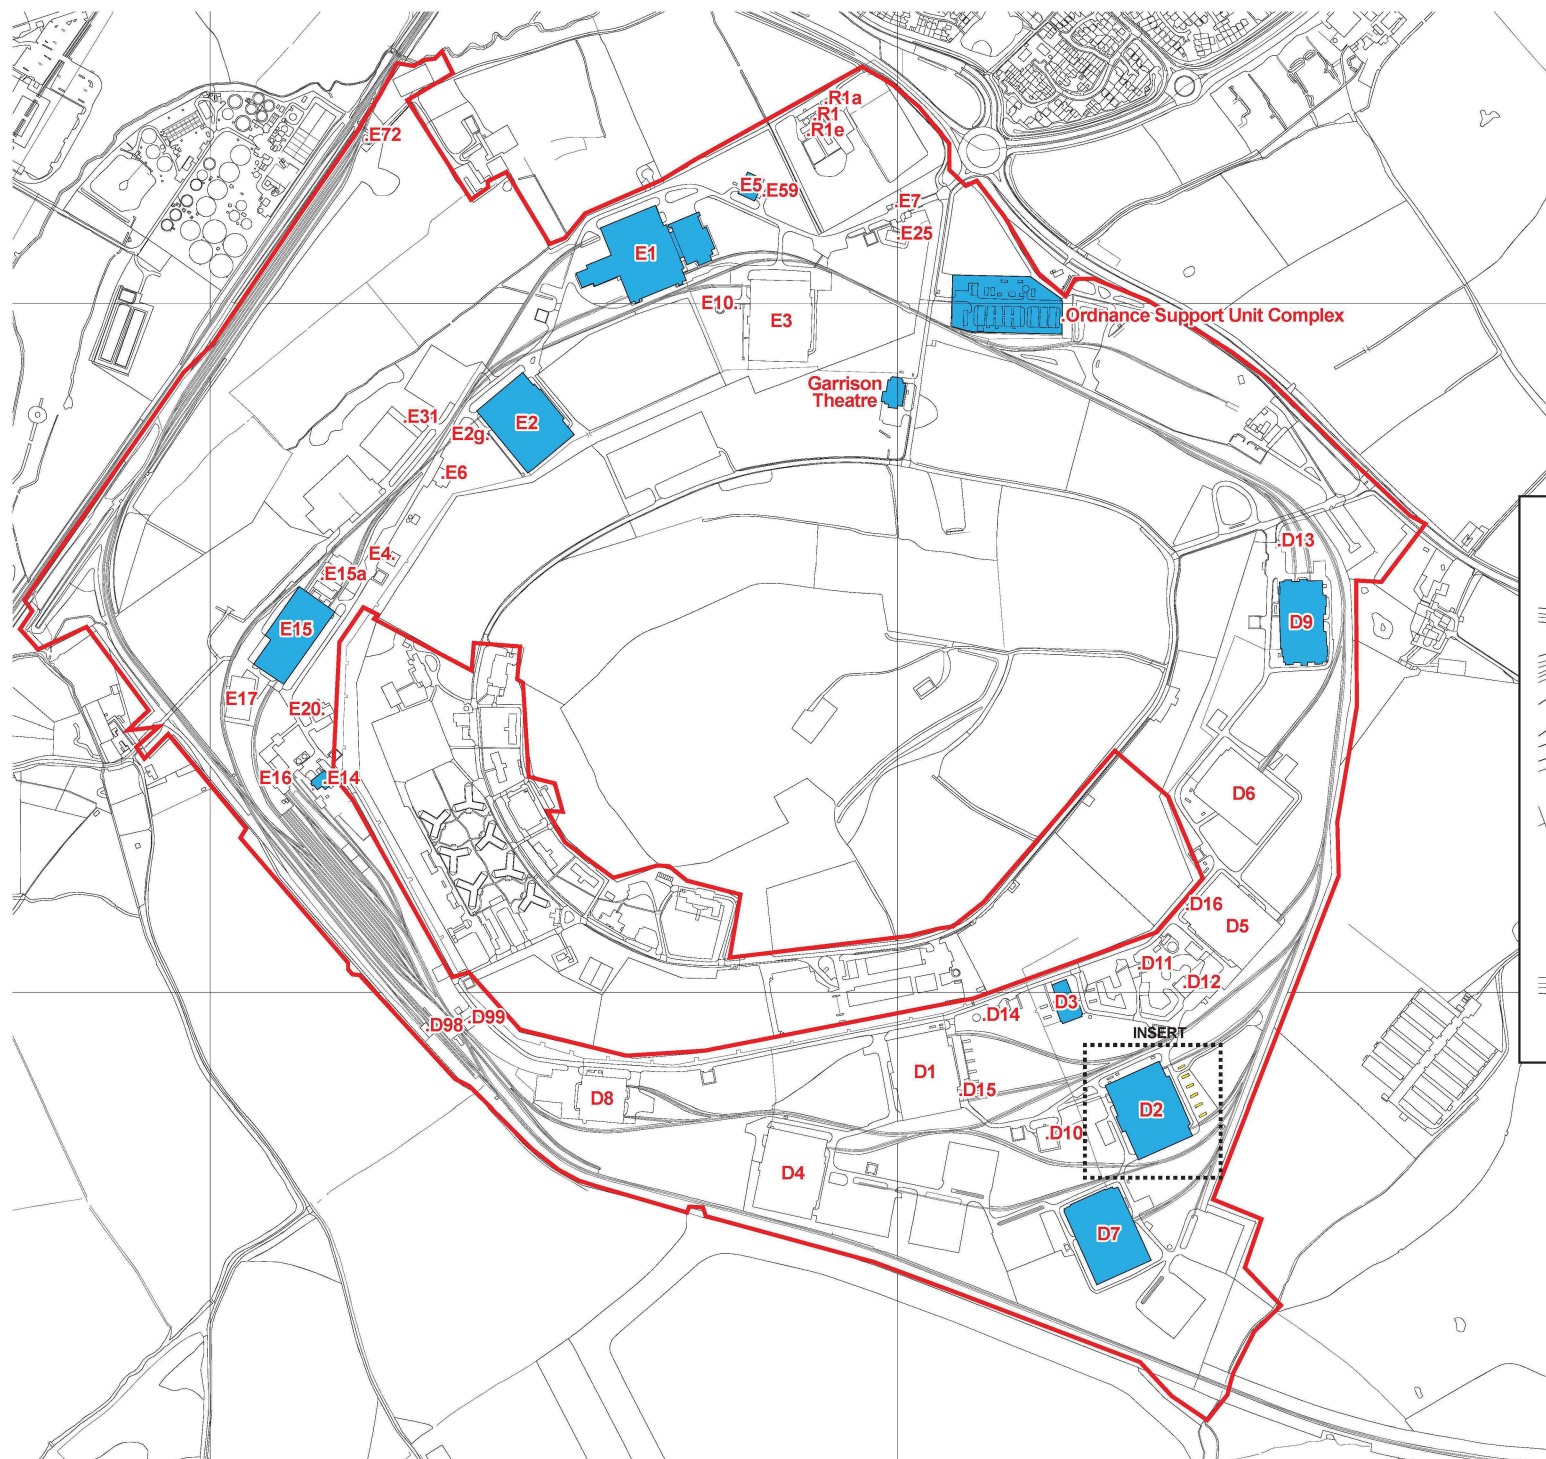 .R1a
.R1
.R1e
.E72
E5
.E59
.E7
.E25
E1
E10.
E3
.Ordnance Support Unit Complex
Garrison
Theatre
.E31
E2g.
E2
.E6
E4.
.E15a
.D13
E15
D9
E17
E20.
E16
.E14
D6
.D16
D5
.D11
.D12
D3
.D14
.D98
.D99
INSERT
D1
.D15
D8
D2
.D10
D4
D7